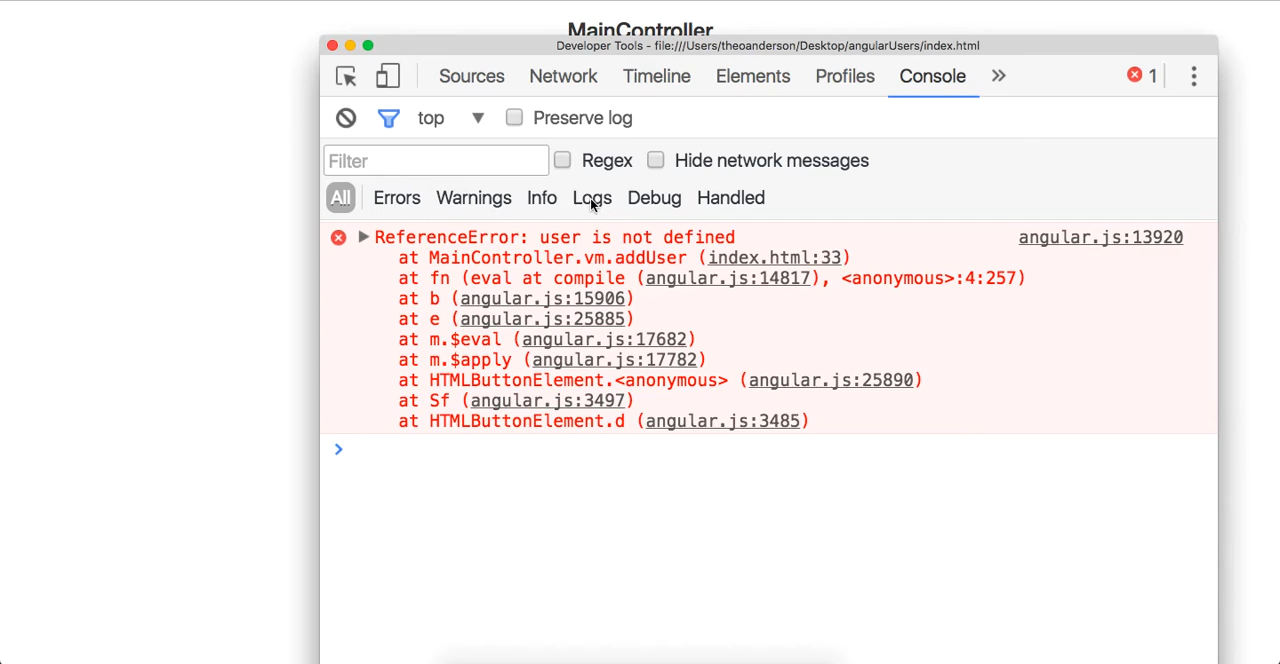 MainController
Developer Tools - file:///Users/theoanderson/Desktop/angularUsers/index.html
Sources Network Timeline Elements Profiles Console » 1
top ▼ Preserve log
Filter Regex Hide network messages
All Errors Warnings Info Logs Debug Handled
ReferenceError: user is not defined angular.js:13920
at MainController.vm.addUser (index.html:33)
at fn (eval at compile (angular.js:14817), <anonymous>:4:257)
at b (angular.js:15906)
at e (angular.js:25885)
at m.$eval (angular.js:17682)
at m.$apply (angular.js:17782)
at HTMLButtonElement.<anonymous> (angular.js:25890)
at Sf (angular.js:3497)
at HTMLButtonElement.d (angular.js:3485)